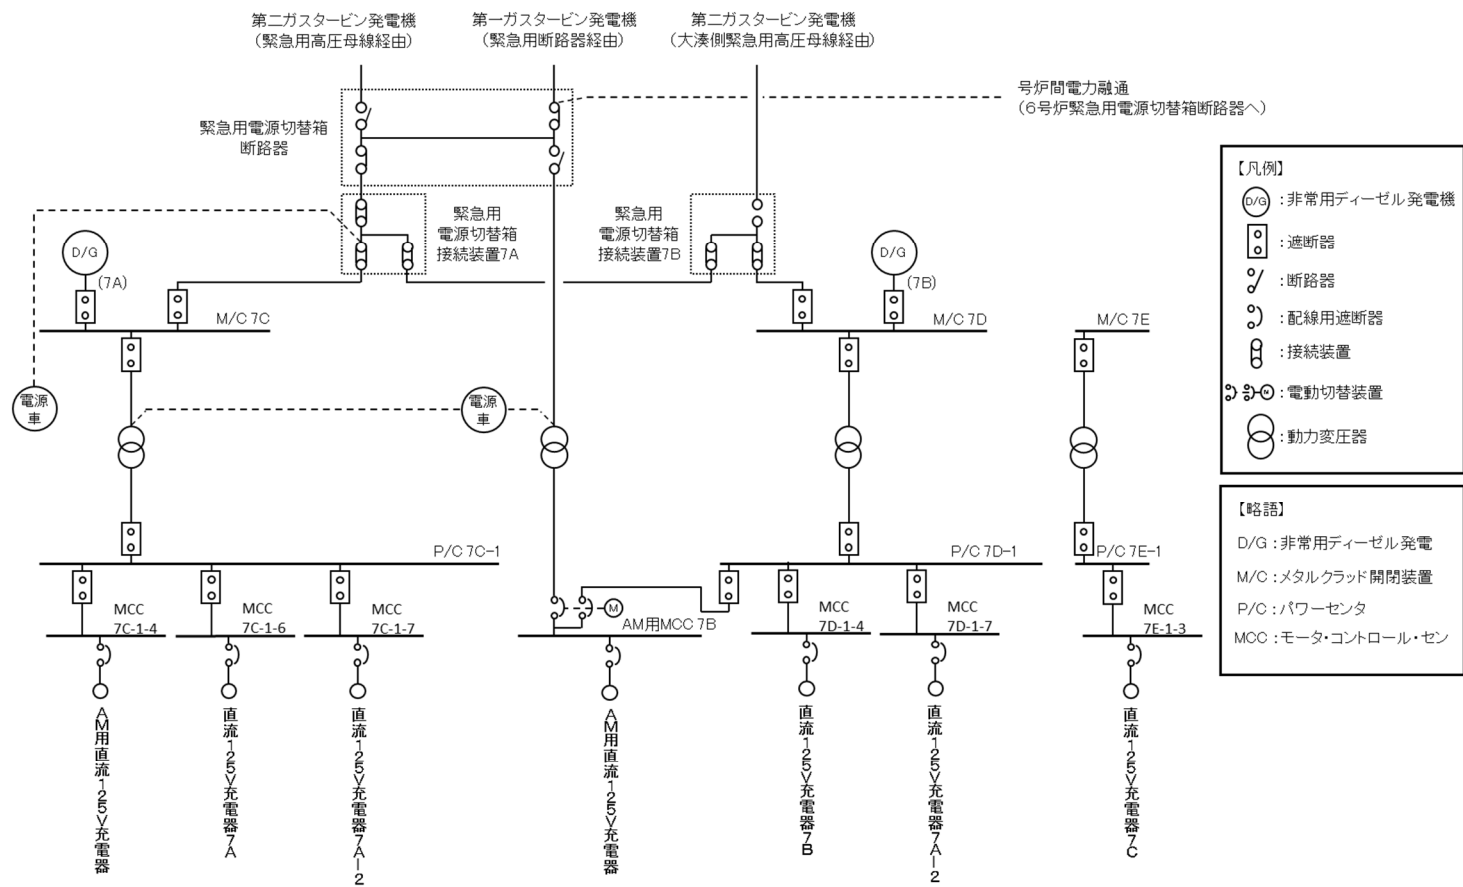 第二ガスタービン発電機
(緊急用高圧母線経由)
第一ガスタービン発電機
(緊急用断路器経由)
第二ガスタービン発電機
(大湊側緊急用高圧母線経由)
号炉間電力融通
(6号炉緊急用電源切替箱断路器へ)
緊急用電源切替箱
断路器
緊急用
電源切替箱
接続装置7A
緊急用
電源切替箱
接続装置7B
D/G
(7A)
D/G
(7B)
M/C 7C
M/C 7D
M/C 7E
電源
車
電源
車
P/C 7C-1
P/C 7D-1
P/C 7E-1
MCC
7C-1-4
MCC
7C-1-6
MCC
7C-1-7
M
AM用MCC 7B
MCC
7D-1-4
MCC
7D-1-7
MCC
7E-1-3
AM用直流125V充電器
直流125V充電器7A
直流125V充電器7A-2
AM用直流125V充電器
直流125V充電器7B
直流125V充電器7A-2
直流125V充電器7C
【凡例】
D/G:非常用ディーゼル発電機
:遮断器
:断路器
:配線用遮断器
:接続装置
M:電動切替装置
:動力変圧器
【略語】
D/G:非常用ディーゼル発電
M/C:メタルクラッド開閉装置
P/C:パワーセンタ
MCC:モータ・コントロール・セン